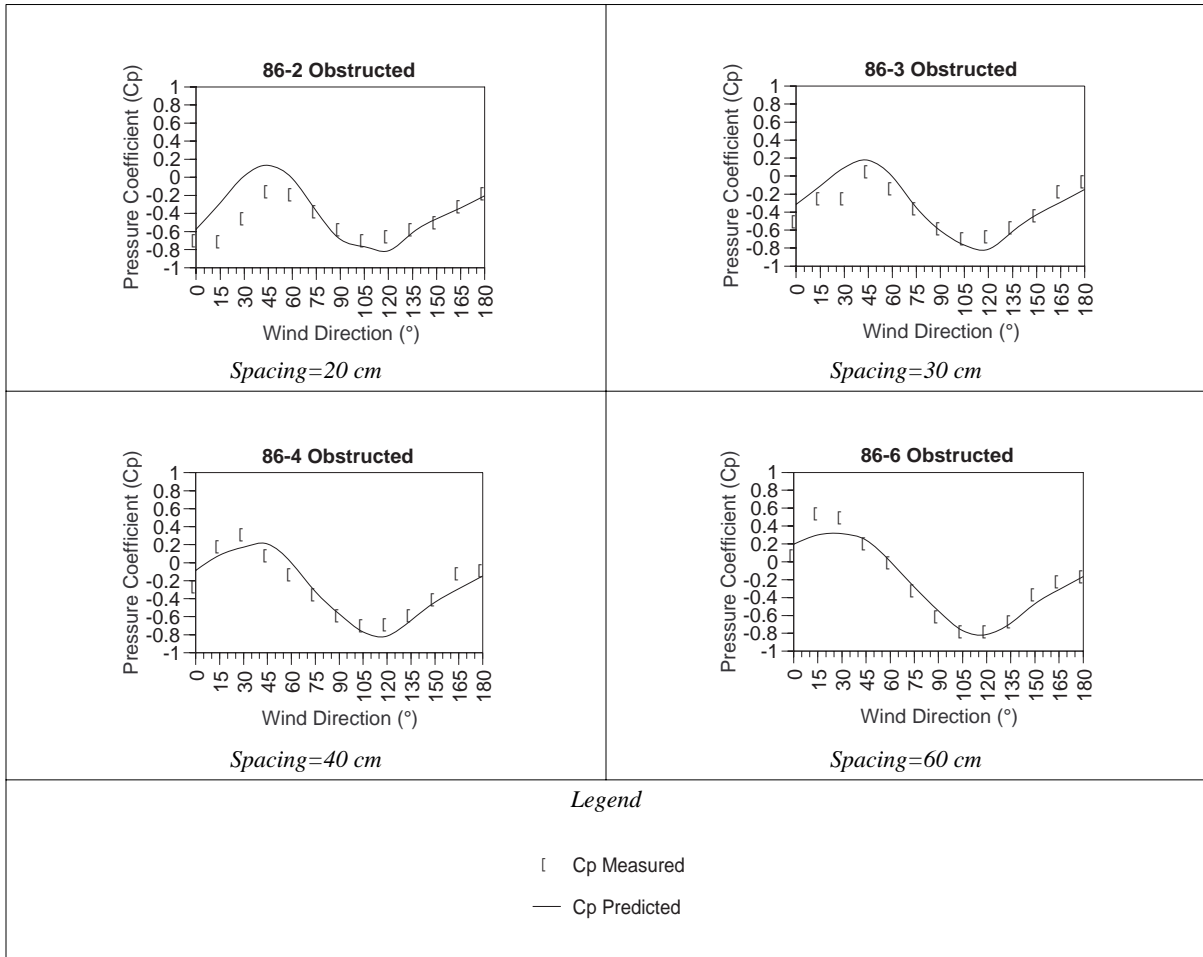 86-2 Obstructed
Pressure Coefficient (Cp)
1
0.8
0.6
0.4
0.2
0
-0.2
-0.4
-0.6
-0.8
-1
0 15 30 45 60 75 90 105 120 135 150 165 180
Wind Direction (°)
Spacing=20 cm
86-3 Obstructed
Pressure Coefficient (Cp)
1
0.8
0.6
0.4
0.2
0
-0.2
-0.4
-0.6
-0.8
-1
0 15 30 45 60 75 90 105 120 135 150 165 180
Wind Direction (°)
Spacing=30 cm
86-4 Obstructed
Pressure Coefficient (Cp)
1
0.8
0.6
0.4
0.2
0
-0.2
-0.4
-0.6
-0.8
-1
0 15 30 45 60 75 90 105 120 135 150 165 180
Wind Direction (°)
Spacing=40 cm
86-6 Obstructed
Pressure Coefficient (Cp)
1
0.8
0.6
0.4
0.2
0
-0.2
-0.4
-0.6
-0.8
-1
0 15 30 45 60 75 90 105 120 135 150 165 180
Wind Direction (°)
Spacing=60 cm
Legend
[ Cp Measured
Cp Predicted